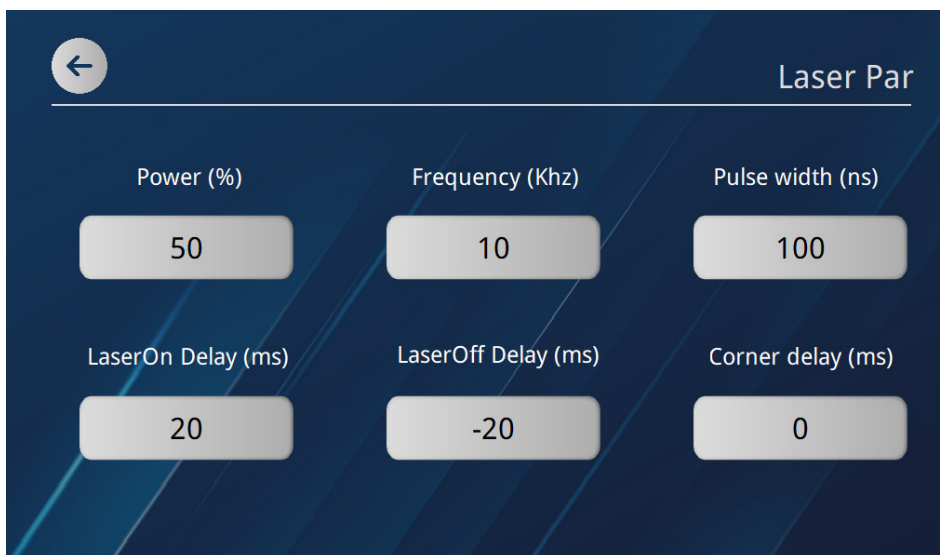 Laser Par
Power (%) Frequency (Khz) Pulse width (ns)
50 10 100
LaserOn Delay (ms) LaserOff Delay (ms) Corner delay (ms)
20 -20 0